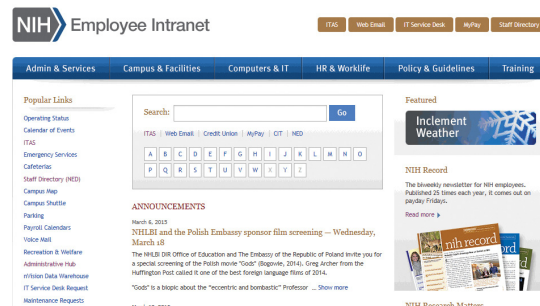 NIH Employee Intranet
ITAS
Web Email
IT Service Desk
MyPay
Staff Directory
Admin & Services
Campus & Facilities
Computers & IT
HR & Worklife
Policy & Guidelines
Training
Popular Links
Operating Status
Calendar of Events
ITAS
Emergency Services
Cafeterias
Staff Directory (NED)
Campus Map
Campus Shuttle
Parking
Payroll Calendars
Voice Mail
Recreation & Welfare
Administrative Hub
nVision Data Warehouse
IT Service Desk Request
Maintenance Requests
Search:
Go
ITAS | Web Email | Credit Union | MyPay | CIT | NED
A B C D E F G H I J K L M N O
P Q R S T U V W X Y Z
ANNOUNCEMENTS
March 6, 2015
NHLBI and the Polish Embassy sponsor film screening — Wednesday,
March 18
The NHLBI DIR Office of Education and The Embassy of the Republic of Poland invite you for
a special screening of the Polish movie "Gods" (Bogowie, 2014). Greg Archer from the
Huffington Post called it one of the best foreign language films of 2014.
"Gods" is a biopic about the "eccentric and bombastic" Professor ... Show more
Featured
Inclement
Weather
NIH Record
The biweekly newsletter for NIH employees.
Published 25 times each year, it comes out on
payday Fridays.
Read more
nih record
NIH Research Matters